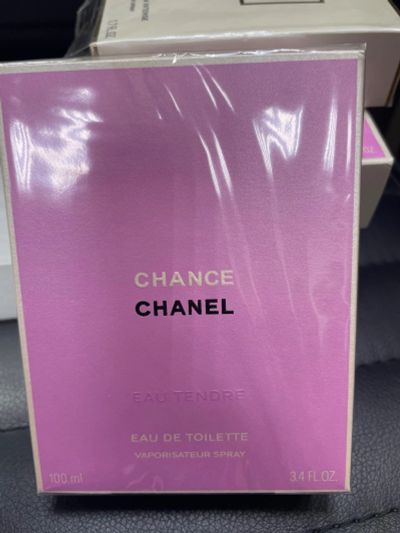 CHANCE
CHANEL
EAU TENDRE
EAU DE TOILETTE
VAPORISATEUR SPRAY
100 ml
3.4 FL.OZ.